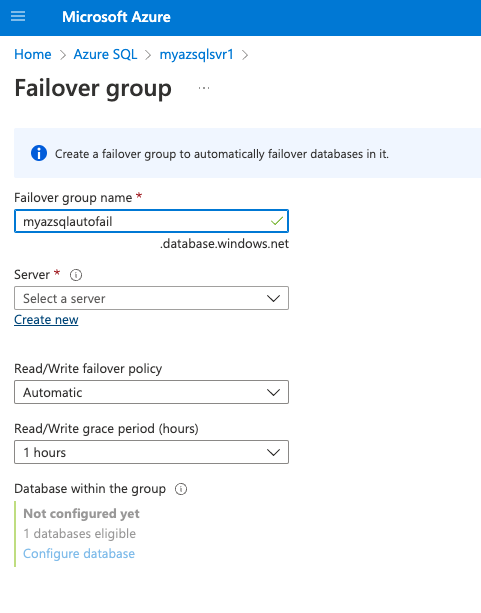 Microsoft Azure
Home > Azure SQL > myazsqlsvr1 >
Failover group ...
Create a failover group to automatically failover databases in it.
Failover group name *
myazsqlautofail
.database.windows.net
Server *
Select a server
Create new
Read/Write failover policy
Automatic
Read/Write grace period (hours)
1 hours
Database within the group
Not configured yet
1 databases eligible
Configure database